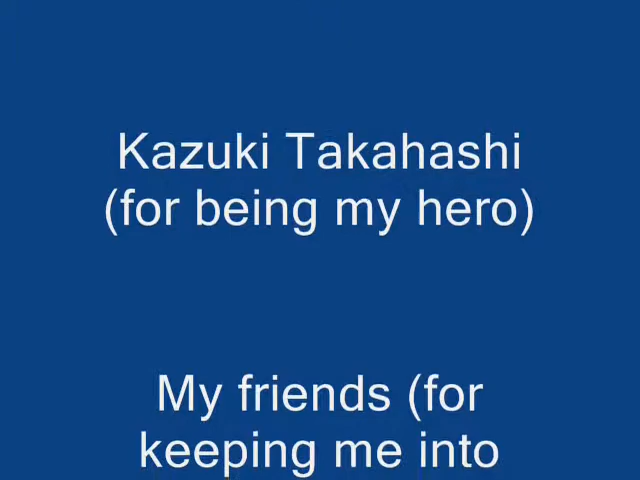 Kazuki Takahashi
(for being my hero)
My friends (for
keeping me into